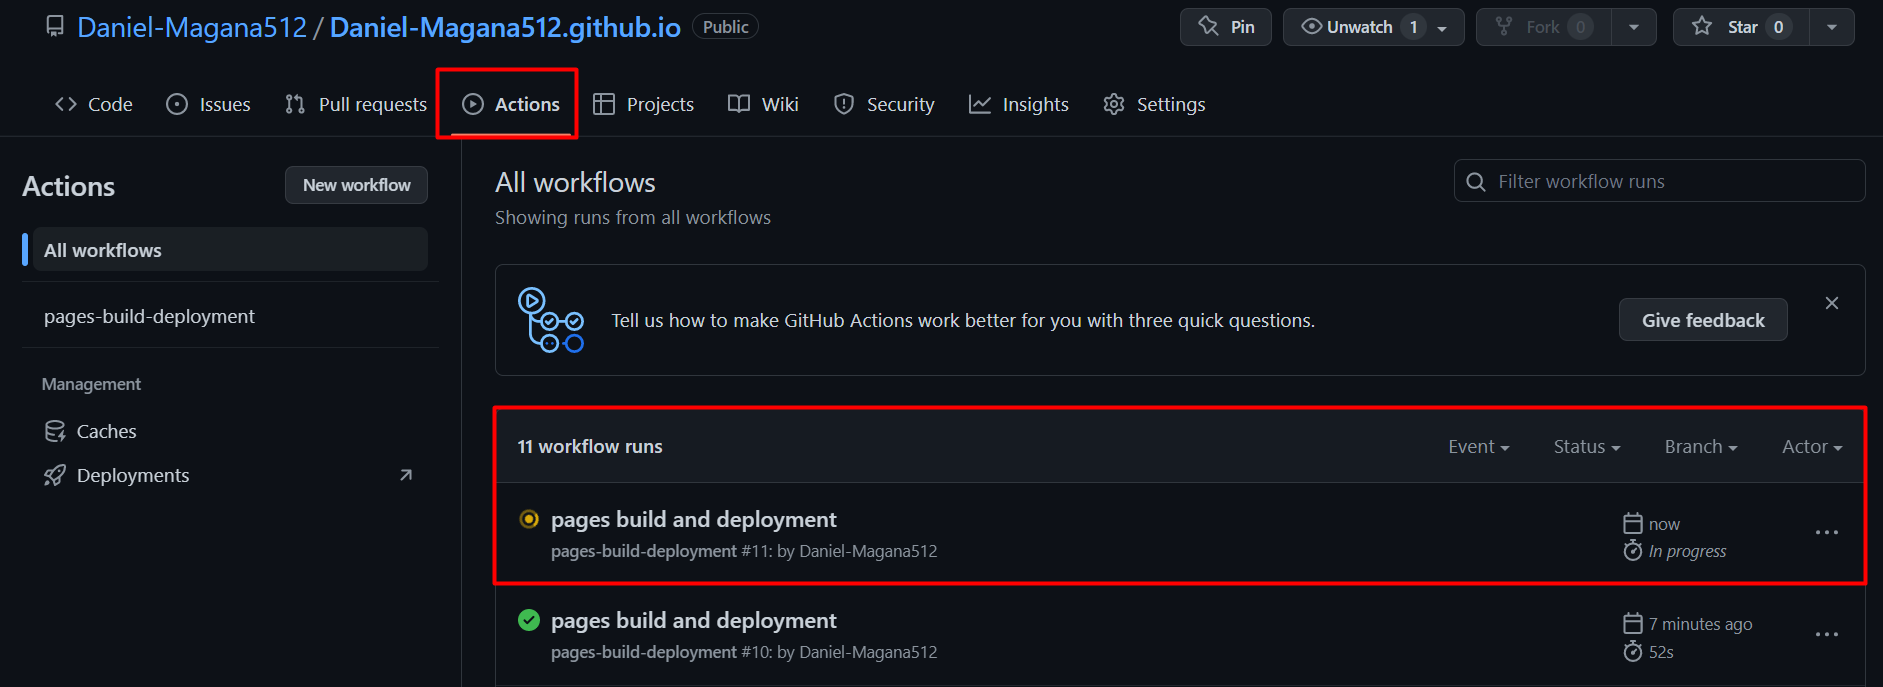 Daniel-Magana512 / Daniel-Magana512.github.io Public
Pin
Unwatch 1
Fork 0
Star 0
Code
Issues
Pull requests
Actions
Projects
Wiki
Security
Insights
Settings
Actions
New workflow
All workflows
pages-build-deployment
Management
Caches
Deployments
All workflows
Showing runs from all workflows
Filter workflow runs
Tell us how to make GitHub Actions work better for you with three quick questions.
Give feedback
11 workflow runs
Event
Status
Branch
Actor
pages build and deployment
pages-build-deployment #11: by Daniel-Magana512
now
In progress
pages build and deployment
pages-build-deployment #10: by Daniel-Magana512
7 minutes ago
52s